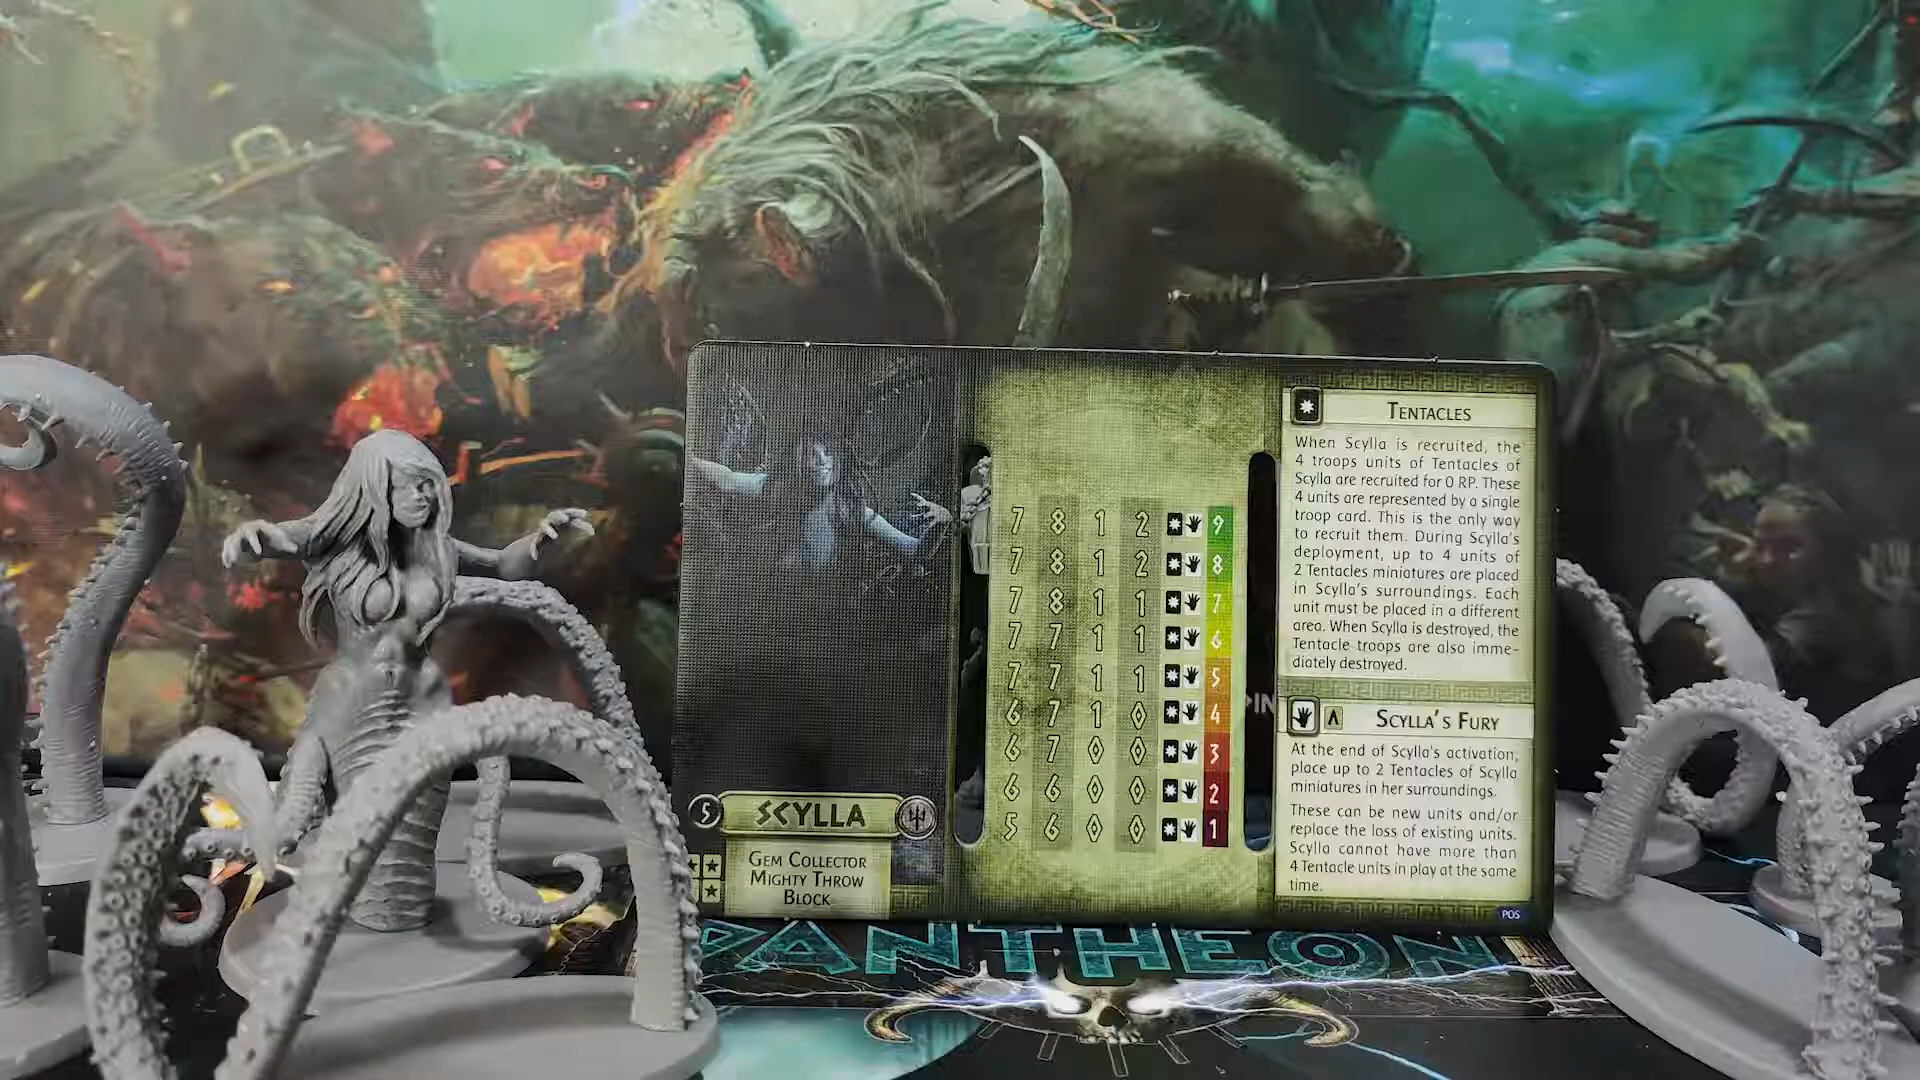 TENTACLES
When Scylla is recruited, the
4 troops units of Tentacles of
Scylla are recruited for 0 RP. These
4 units are represented by a single
troop card. This is the only way
to recruit them. During Scylla's
deployment, up to 4 units of
2 Tentacles miniatures are placed
in Scylla's surroundings. Each
unit must be placed in a different
area. When Scylla is destroyed, the
Tentacle troops are also imme-
diately destroyed.
SCYLLA'S FURY
At the end of Scylla's activation,
place up to 2 Tentacles of Scylla
miniatures in her surroundings.
These can be new units and/or
replace the loss of existing units.
Scylla cannot have more than
4 Tentacle units in play at the same
time.
POS
7 8 1 2 9
7 8 1 2 8
7 8 1 1 7
7 7 1 1 6
7 7 1 1 5
6 7 1 0 4
6 7 0 0 3
6 6 0 0 2
5 6 0 0 1
5 SCYLLA
GEM COLLECTOR
MIGHTY THROW
BLOCK
PANTHEON